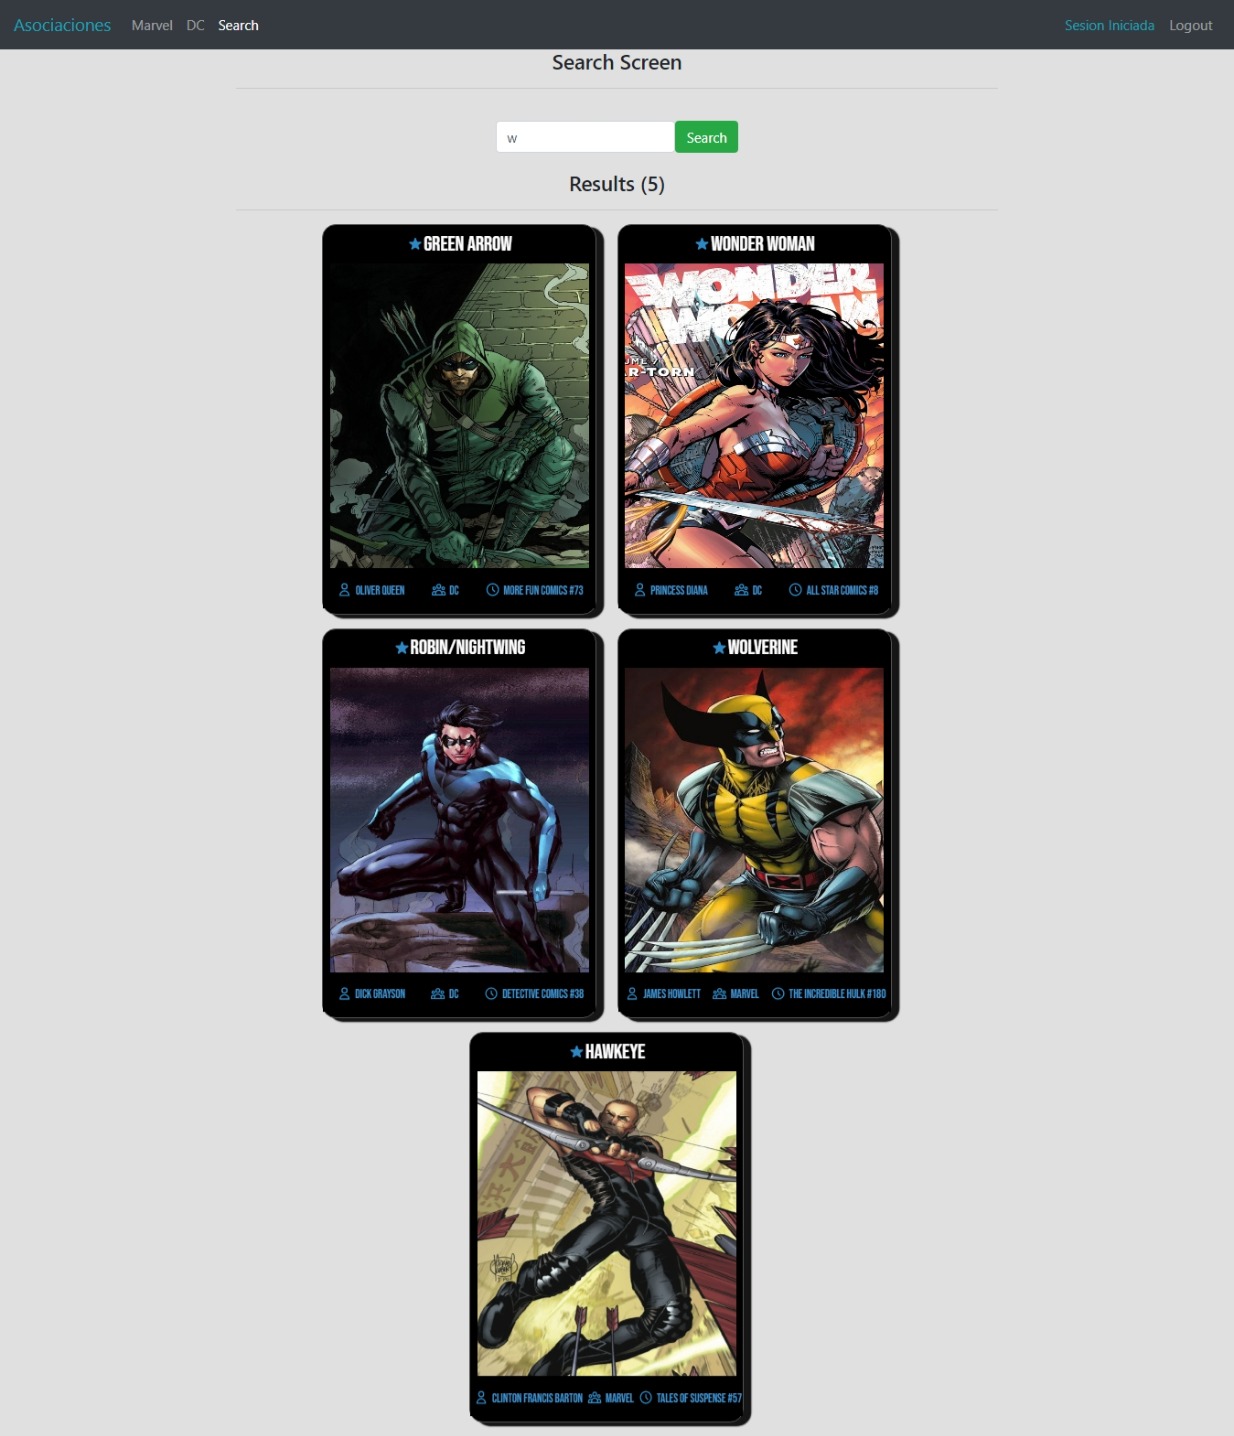 Asociaciones Marvel DC Search Sesion Iniciada Logout
Search Screen
w Search
Results (5)
GREEN ARROW
WONDER WOMAN
WONDER
WOMAN
UME 7
R-TORN
OLIVER QUEEN DC MORE FUN COMICS #73
PRINCESS DIANA DC ALL STAR COMICS #8
ROBIN/NIGHTWING
WOLVERINE
DICK GRAYSON DC DETECTIVE COMICS #38
JAMES HOWLETT MARVEL THE INCREDIBLE HULK #180
HAWKEYE
CLINTON FRANCIS BARTON MARVEL TALES OF SUSPENSE #57